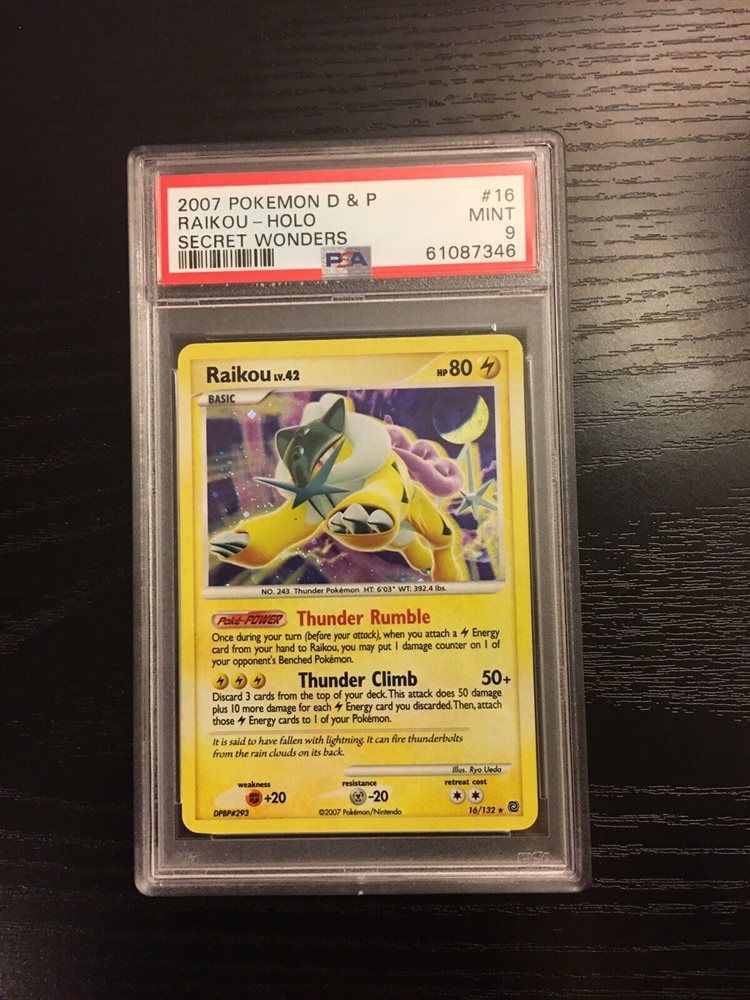 2007 POKEMON D & P #16
RAIKOU - HOLO MINT
SECRET WONDERS 9
PSA 61087346
Raikou LV.42 HP 80
BASIC
NO. 243 Thunder Pokémon HT: 6'03" WT: 392.4 lbs.
Poké-POWER Thunder Rumble
Once during your turn (before your attack), when you attach a Energy
card from your hand to Raikou, you may put 1 damage counter on 1 of
your opponent's Benched Pokémon.
Thunder Climb 50+
Discard 3 cards from the top of your deck. This attack does 50 damage
plus 10 more damage for each Energy card you discarded. Then, attach
those Energy cards to 1 of your Pokémon.
It is said to have fallen with lightning. It can fire thunderbolts
from the rain clouds on its back.
Illus. Ryo Ueda
weakness resistance retreat cost
+20 -20
DPBP#293 ©2007 Pokémon/Nintendo 16/132